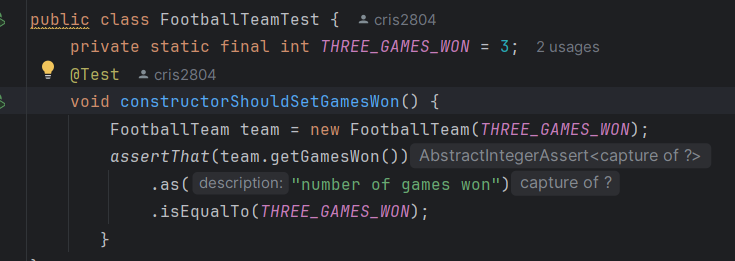 public class FootballTeamTest { cris2804
private static final int THREE_GAMES_WON = 3; 2 usages
@Test cris2804
void constructorShouldSetGamesWon() {
FootballTeam team = new FootballTeam(THREE_GAMES_WON);
assertThat(team.getGamesWon()) AbstractIntegerAssert<capture of ?>
.as( description: "number of games won") capture of ?
.isEqualTo(THREE_GAMES_WON);
}